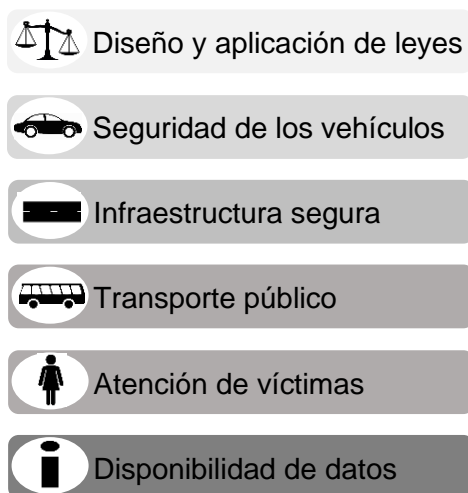 Diseño y aplicación de leyes
Seguridad de los vehículos
Infraestructura segura
Transporte público
Atención de víctimas
Disponibilidad de datos